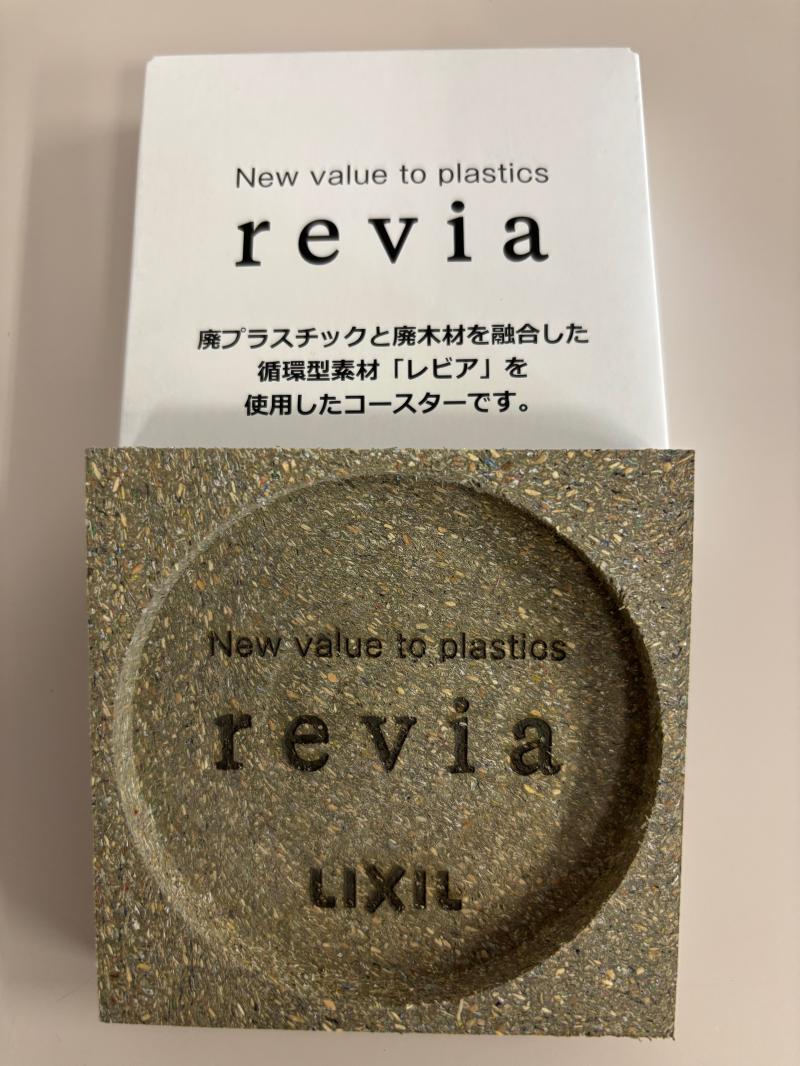 New value to plastics
revia
廃プラスチックと廃木材を融合した
循環型素材「レビア」を
使用したコースターです。
New value to plastics
revia
LIXIL